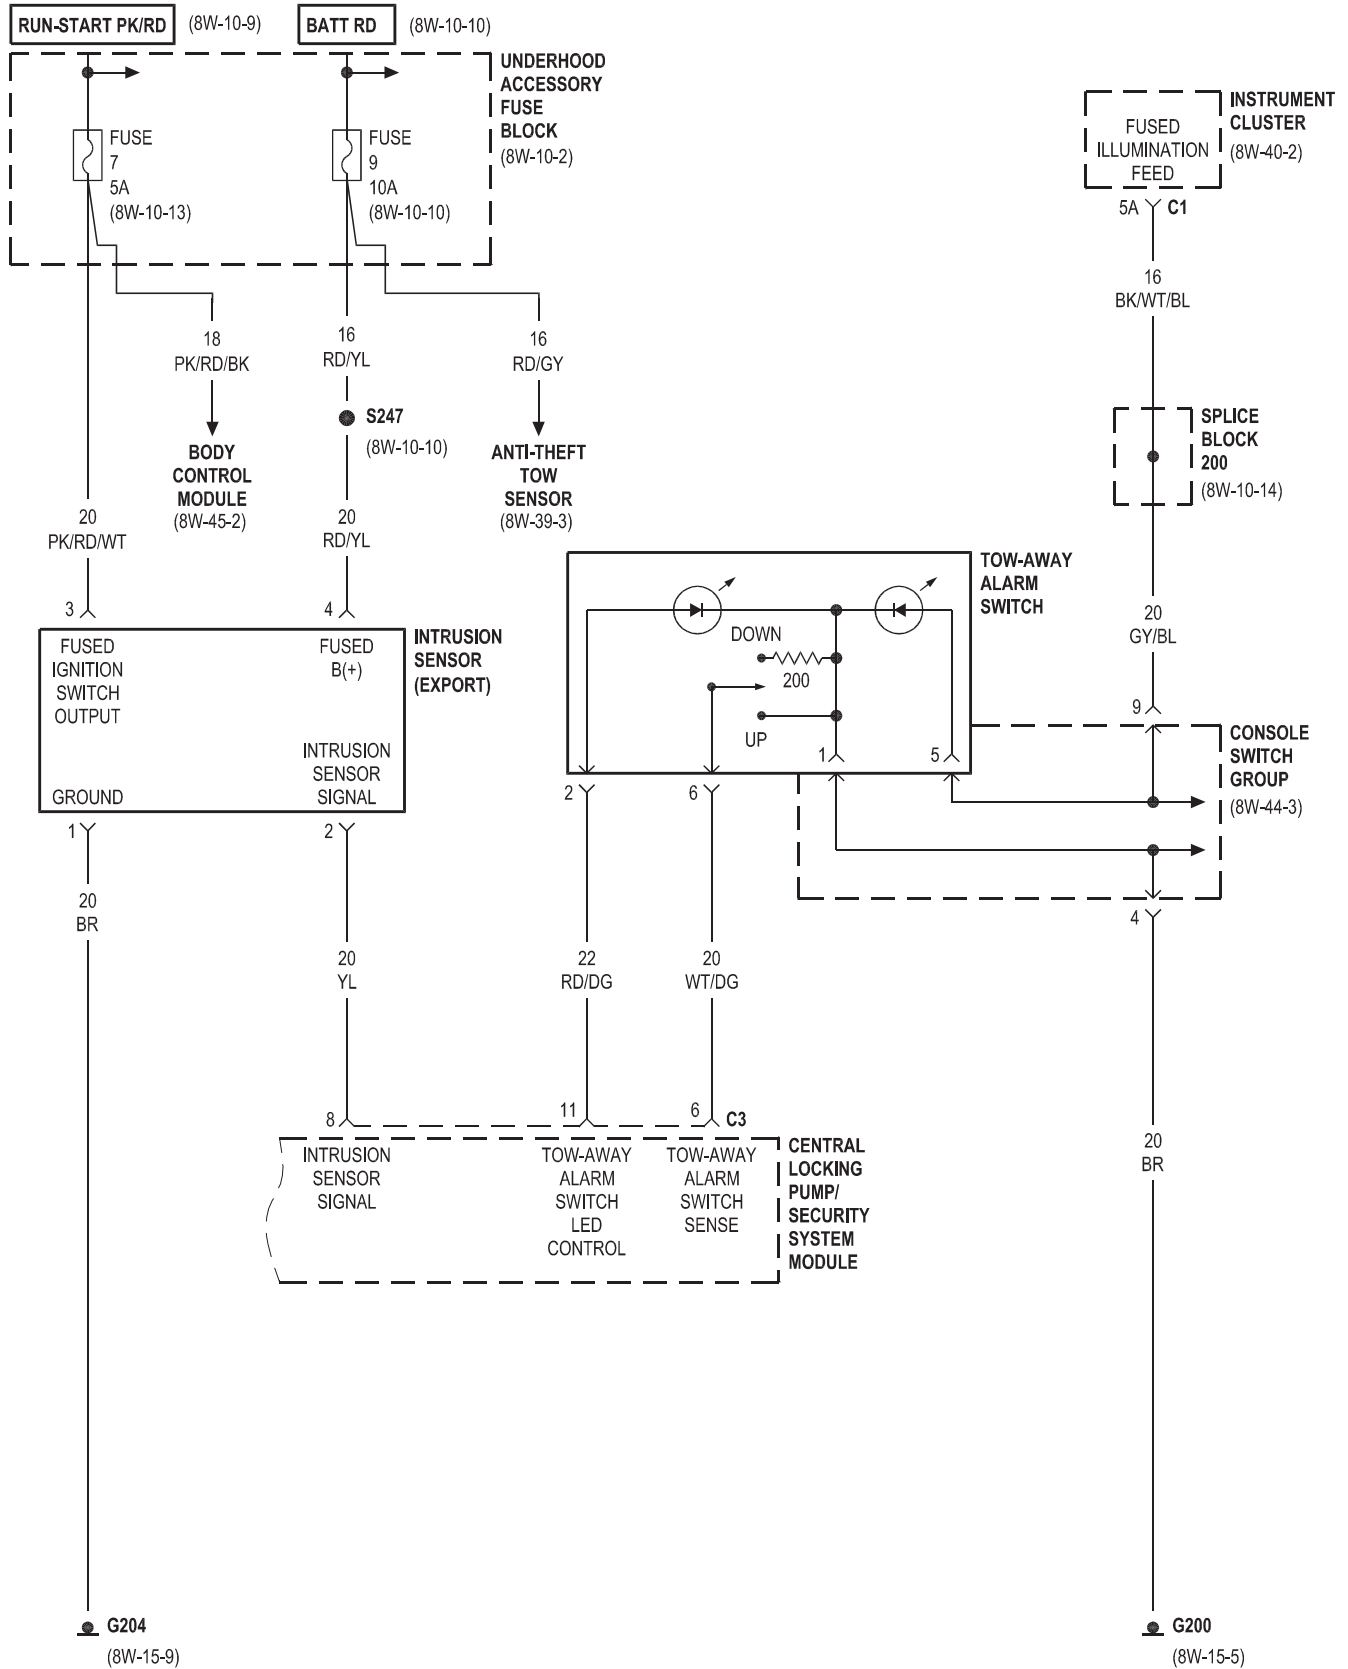 RUN-START PK/RD
(8W-10-9)
BATT RD
(8W-10-10)
UNDERHOOD
ACCESSORY
FUSE
BLOCK
(8W-10-2)
FUSE
7
5A
(8W-10-13)
FUSE
9
10A
(8W-10-10)
INSTRUMENT
CLUSTER
(8W-40-2)
FUSED
ILLUMINATION
FEED
5A
C1
16
BK/WT/BL
18
PK/RD/BK
16
RD/YL
16
RD/GY
S247
(8W-10-10)
BODY
CONTROL
MODULE
(8W-45-2)
ANTI-THEFT
TOW
SENSOR
(8W-39-3)
SPLICE
BLOCK
200
(8W-10-14)
20
PK/RD/WT
20
RD/YL
3
4
FUSED
IGNITION
SWITCH
OUTPUT
FUSED
B(+)
INTRUSION
SENSOR
(EXPORT)
INTRUSION
SENSOR
SIGNAL
GROUND
1
2
TOW-AWAY
ALARM
SWITCH
DOWN
200
UP
1
5
2
6
20
GY/BL
9
CONSOLE
SWITCH
GROUP
(8W-44-3)
4
20
BR
20
YL
22
RD/DG
20
WT/DG
8
11
6
C3
INTRUSION
SENSOR
SIGNAL
TOW-AWAY
ALARM
SWITCH
LED
CONTROL
TOW-AWAY
ALARM
SWITCH
SENSE
CENTRAL
LOCKING
PUMP/
SECURITY
SYSTEM
MODULE
20
BR
G204
(8W-15-9)
G200
(8W-15-5)